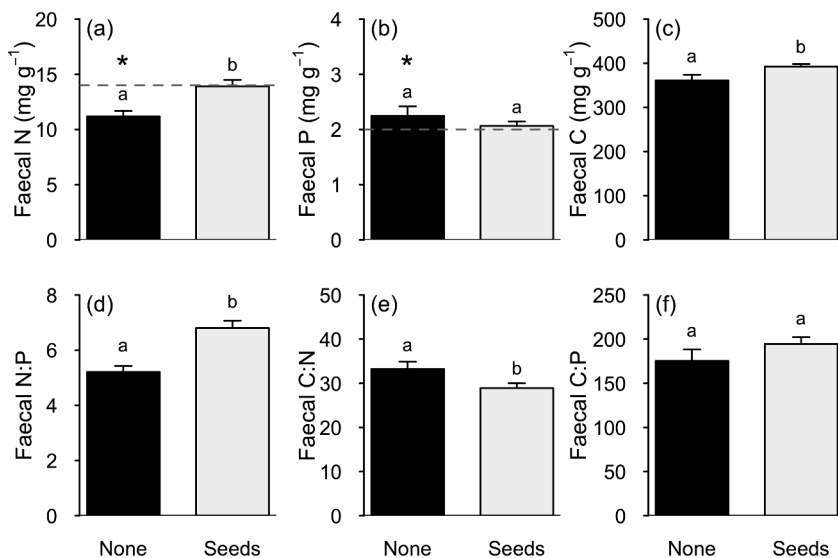 (a)
Faecal N (mg g⁻¹)
20
15
10
5
0
*
a
b
(b)
Faecal P (mg g⁻¹)
4
3
2
1
0
*
a
a
(c)
Faecal C (mg g⁻¹)
500
400
300
200
100
0
a
b
(d)
Faecal N:P
8
6
4
2
0
a
b
None
Seeds
(e)
Faecal C:N
50
40
30
20
10
0
a
b
None
Seeds
(f)
Faecal C:P
250
200
150
100
50
0
a
a
None
Seeds